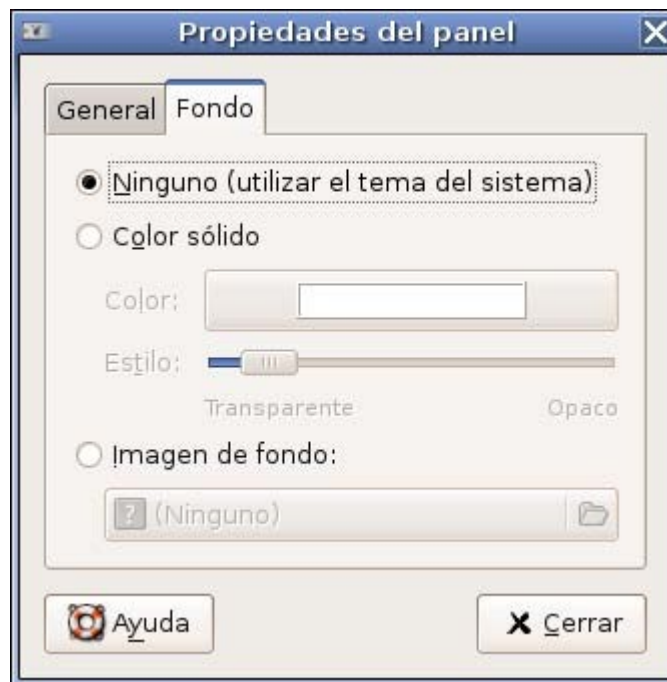 Propiedades del panel
General Fondo
Ninguno (utilizar el tema del sistema)
Color sólido
Color:
Estilo:
Transparente Opaco
Imagen de fondo:
(Ninguno)
Ayuda Cerrar